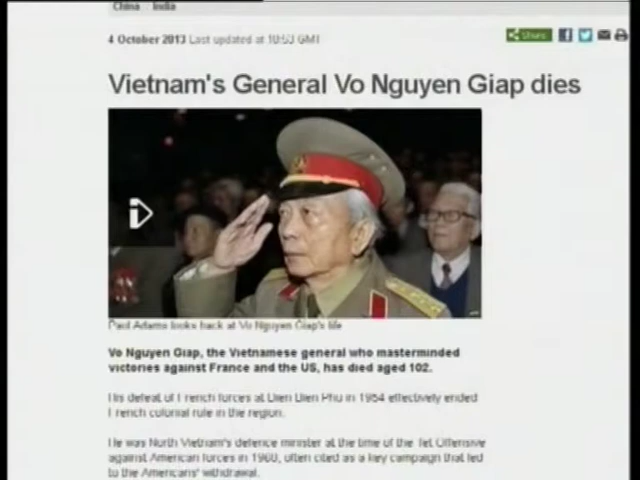 China India
4 October 2013 Last updated at 10:53 GMT
Share
Vietnam's General Vo Nguyen Giap dies
Paul Adams looks back at Vo Nguyen Giap's life
Vo Nguyen Giap, the Vietnamese general who masterminded
victories against France and the US, has died aged 102.
His defeat of French forces at Dien Bien Phu in 1954 effectively ended
French colonial rule in the region.
He was North Vietnam's defence minister at the time of the Tet Offensive
against American forces in 1968, often cited as a key campaign that led
to the Americans' withdrawal.